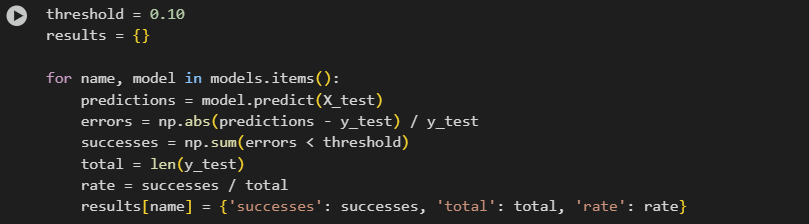 threshold = 0.10
results = {}

for name, model in models.items():
    predictions = model.predict(X_test)
    errors = np.abs(predictions - y_test) / y_test
    successes = np.sum(errors < threshold)
    total = len(y_test)
    rate = successes / total
    results[name] = {'successes': successes, 'total': total, 'rate': rate}